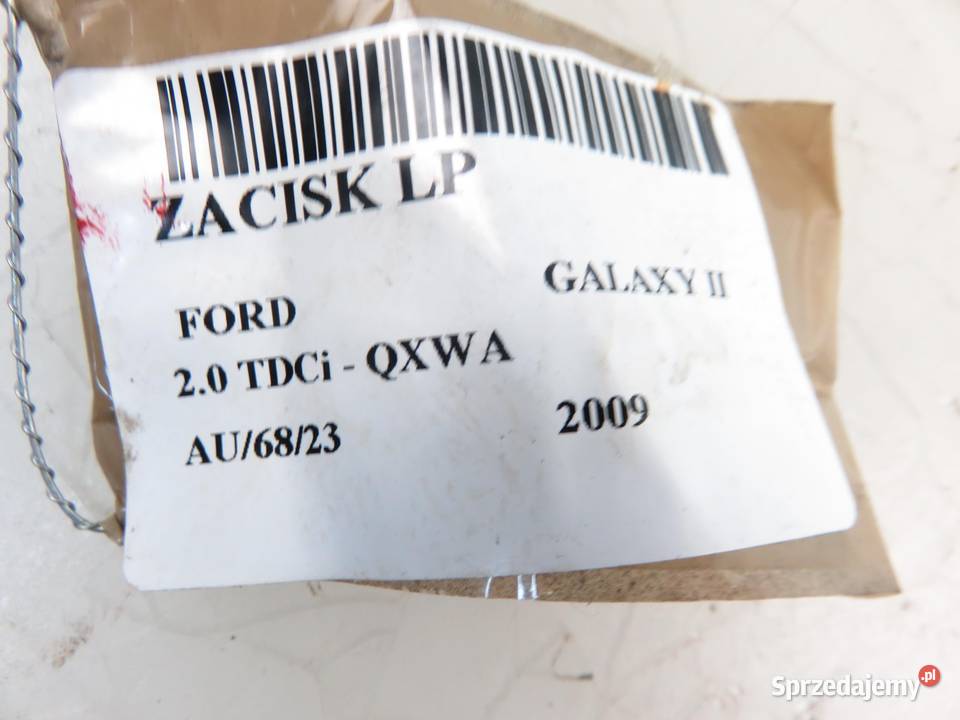 ZACISK LP
FORD GALAXY II
2.0 TDCi - QXWA
AU/68/23 2009
Sprzedajemy.pl